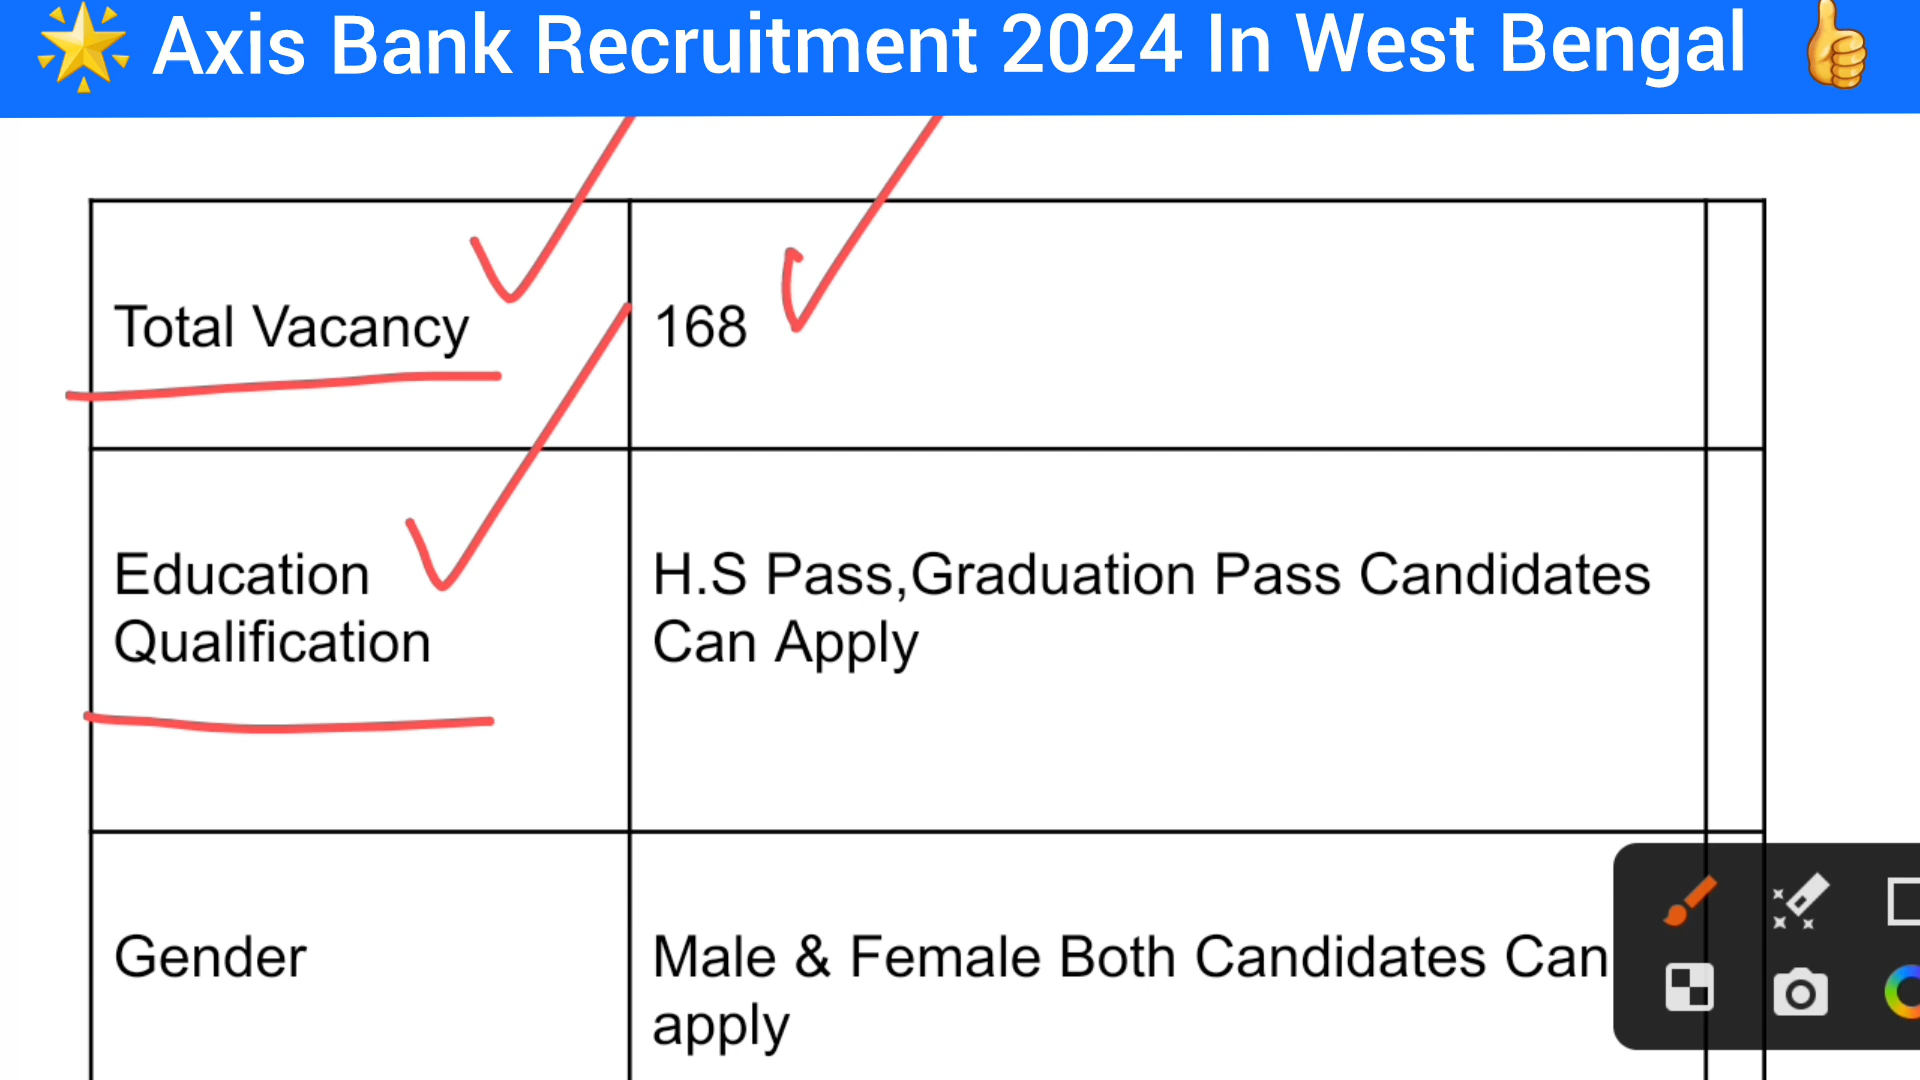 Axis Bank Recruitment 2024 In West Bengal
Total Vacancy
168
Education
Qualification
H.S Pass,Graduation Pass Candidates
Can Apply
Gender
Male & Female Both Candidates Can
apply